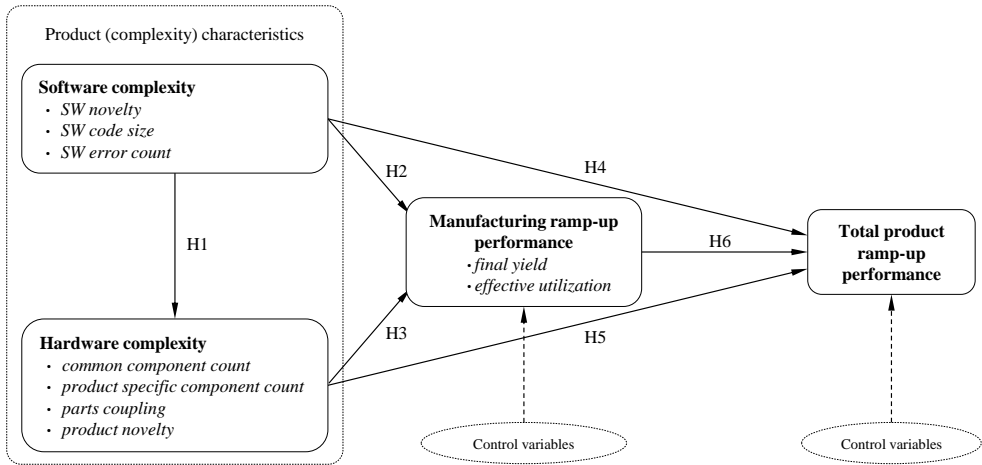 Product (complexity) characteristics
Software complexity
· SW novelty
· SW code size
· SW error count
H1
Hardware complexity
· common component count
· product specific component count
· parts coupling
· product novelty
H2
H3
Manufacturing ramp-up
performance
· final yield
· effective utilization
H4
H6
H5
Total product
ramp-up
performance
Control variables
Control variables